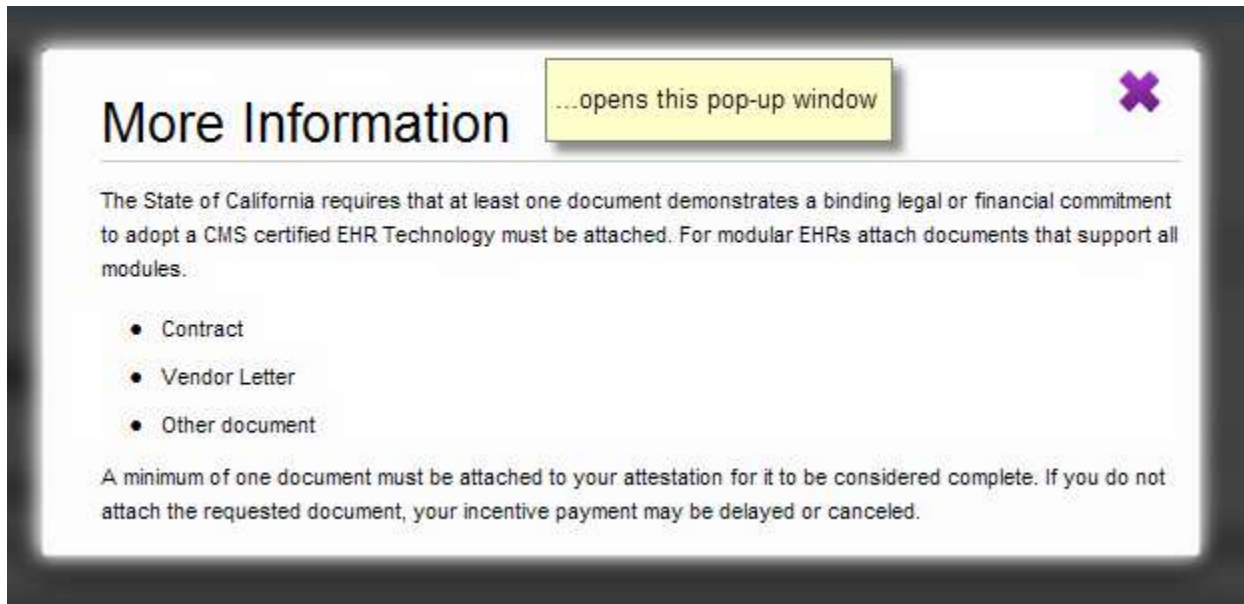 ...opens this pop-up window
More Information
The State of California requires that at least one document demonstrates a binding legal or financial commitment
to adopt a CMS certified EHR Technology must be attached. For modular EHRs attach documents that support all
modules.
• Contract
• Vendor Letter
• Other document
A minimum of one document must be attached to your attestation for it to be considered complete. If you do not
attach the requested document, your incentive payment may be delayed or canceled.